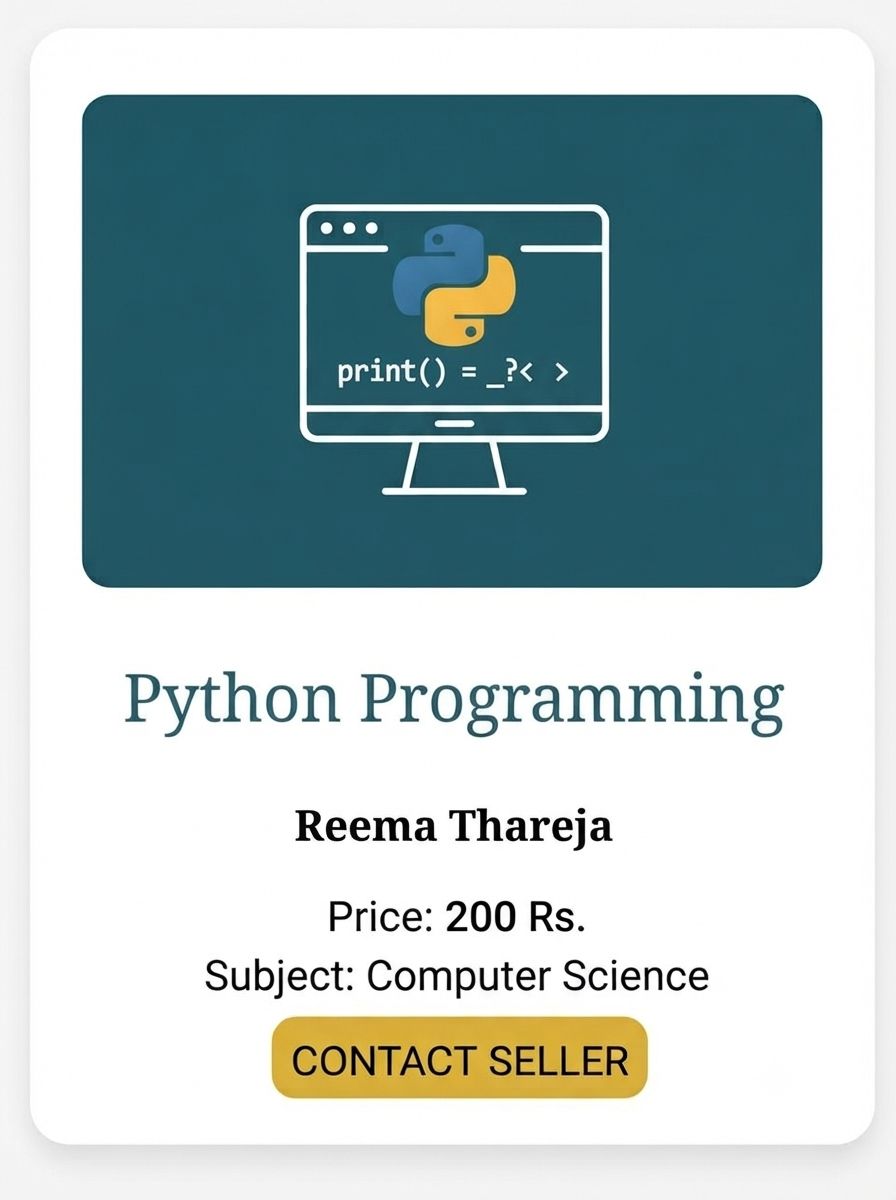 print() = _?< >
Python Programming
Reema Thareja
Price: 200 Rs.
Subject: Computer Science
CONTACT SELLER